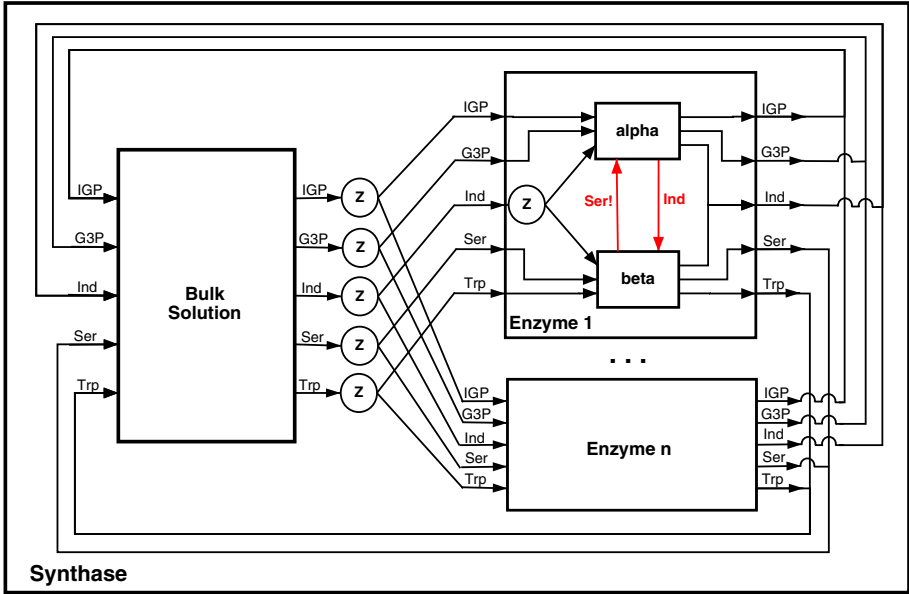 IGP
G3P
Ind
Ser
Trp
Bulk
Solution
IGP
G3P
Ind
Ser
Trp
Z
Z
Z
Z
Z
IGP
G3P
Ind
Ser
Trp
Z
alpha
Ser!
Ind
beta
Enzyme 1
IGP
G3P
Ind
Ser
Trp
. . .
IGP
G3P
Ind
Ser
Trp
Enzyme n
IGP
G3P
Ind
Ser
Trp
Synthase